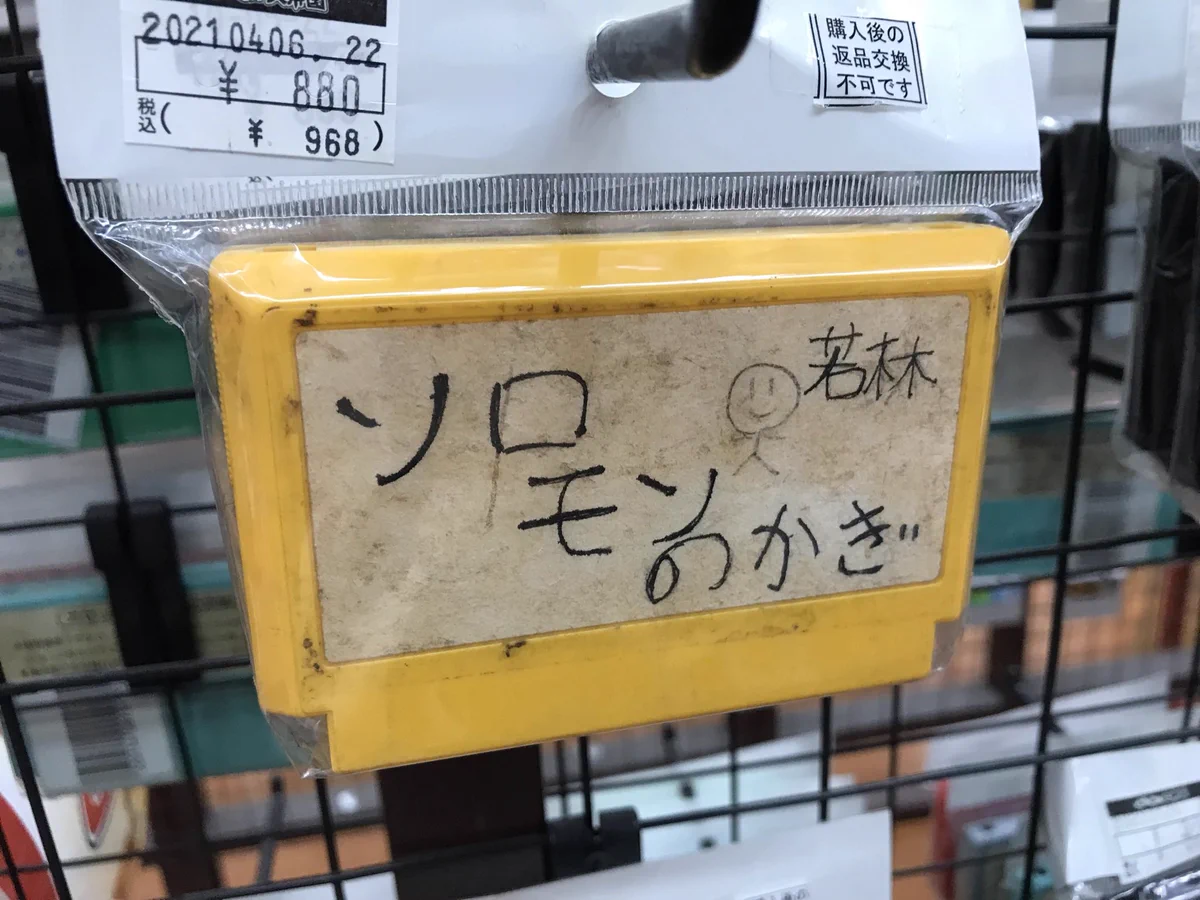 20210406.22
¥ 880
税込( ¥ 968)
購入後の
返品交換
不可です
若林
ソロ
モン
のかぎ